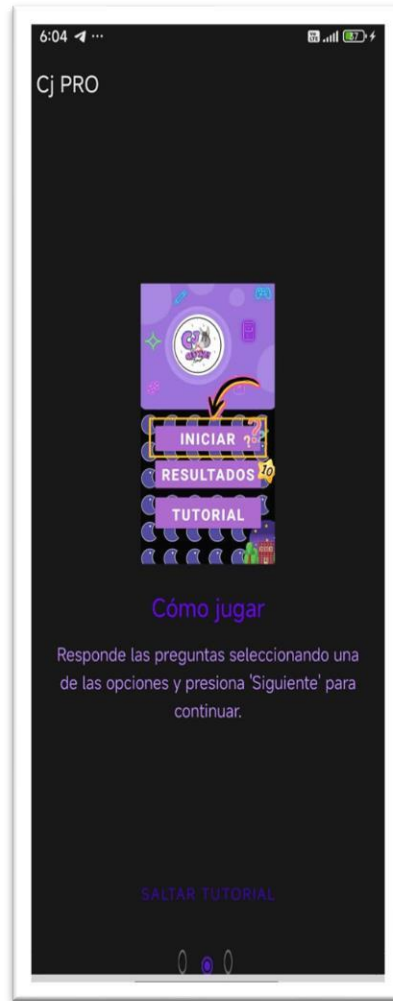 6:04
Cj PRO
INICIAR
RESULTADOS
10
TUTORIAL
Cómo jugar
Responde las preguntas seleccionando una
de las opciones y presiona 'Siguiente' para
continuar.
SALTAR TUTORIAL